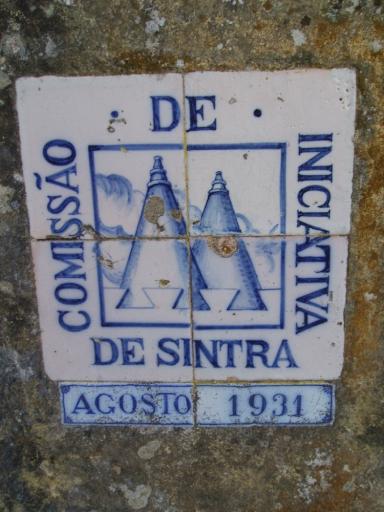 COMISSÃO
· DE ·
INICIATIVA
DE SINTRA
AGOSTO 1931